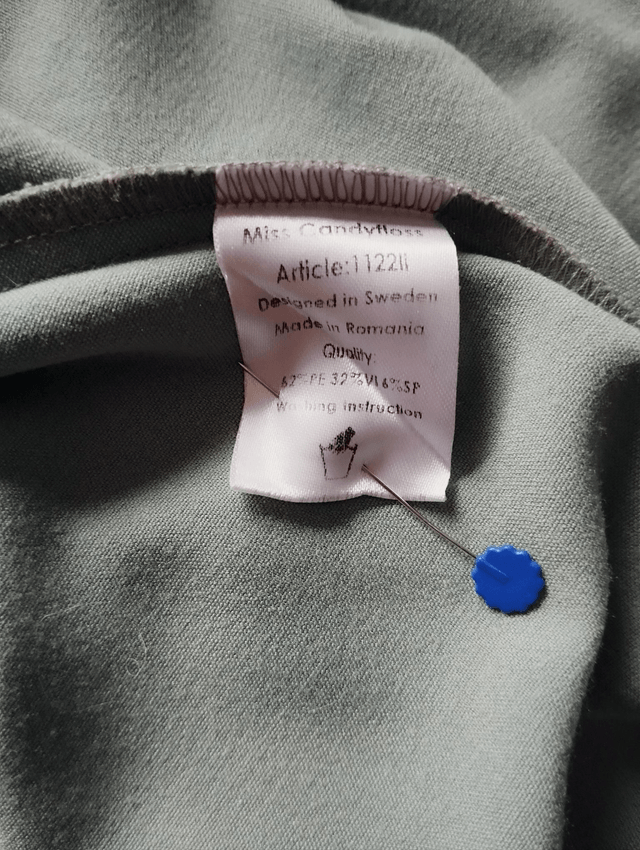 Miss Candyfloss
Article:1122II
Designed in Sweden
Made in Romania
Quality:
62%PE 32%VI 6%SP
Washing instruction